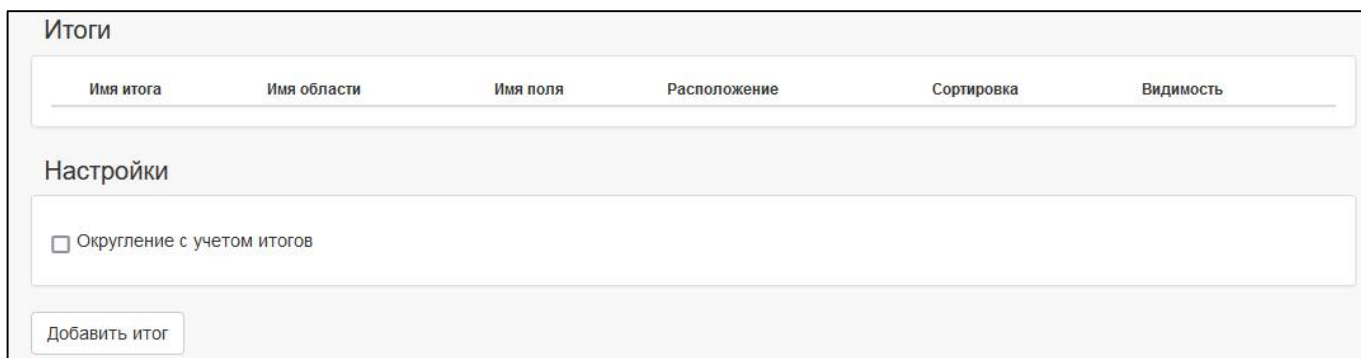 Итоги
Имя итога Имя области Имя поля Расположение Сортировка Видимость
Настройки
Округление с учетом итогов
Добавить итог